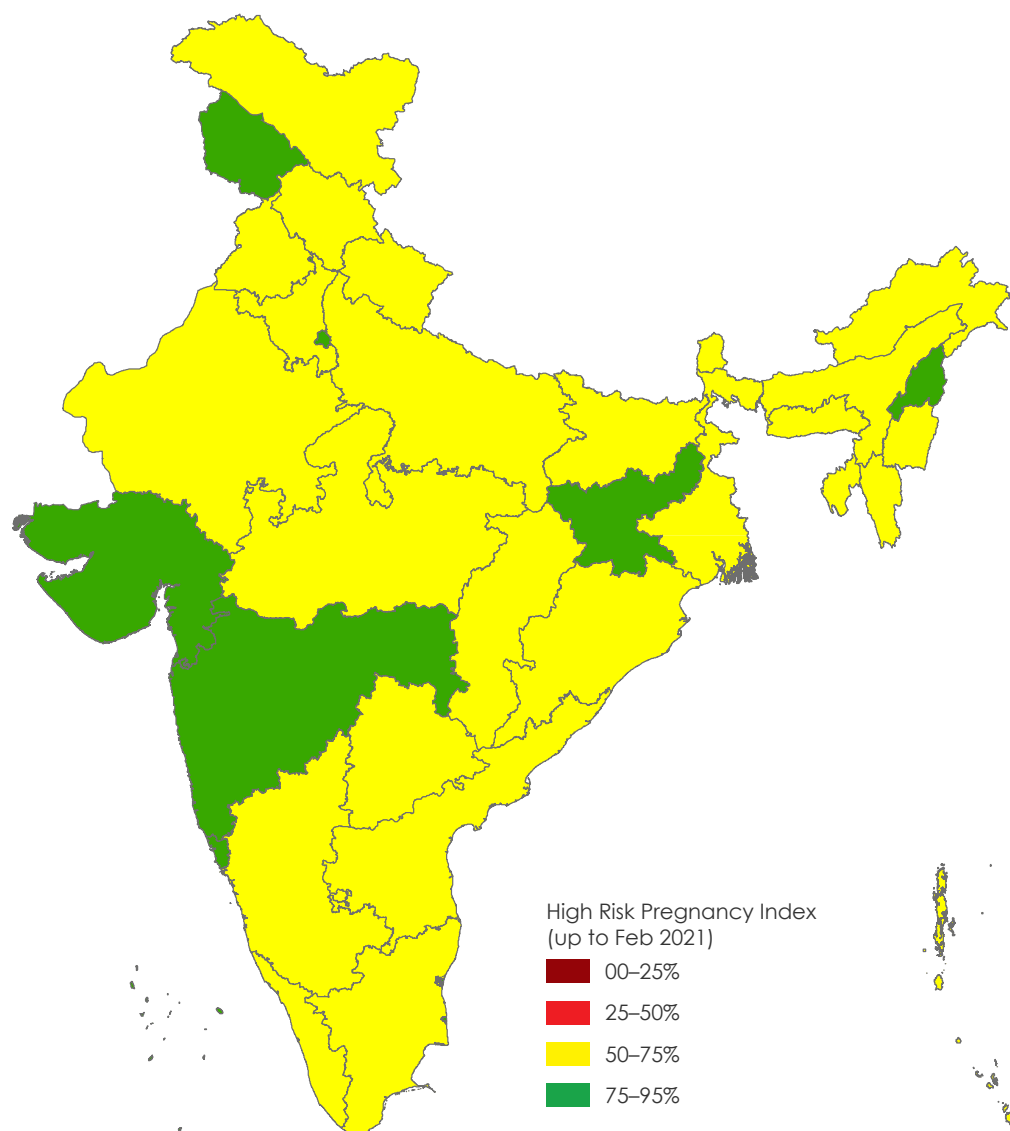 High Risk Pregnancy Index
(up to Feb 2021)
00–25%
25–50%
50–75%
75–95%